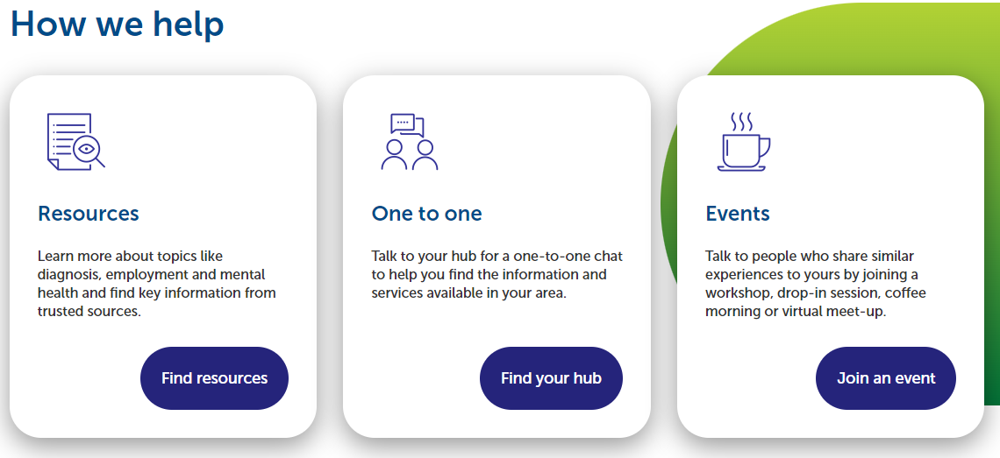 How we help
Resources
Learn more about topics like
diagnosis, employment and mental
health and find key information from
trusted sources.
Find resources
One to one
Talk to your hub for a one-to-one chat
to help you find the information and
services available in your area.
Find your hub
Events
Talk to people who share similar
experiences to yours by joining a
workshop, drop-in session, coffee
morning or virtual meet-up.
Join an event